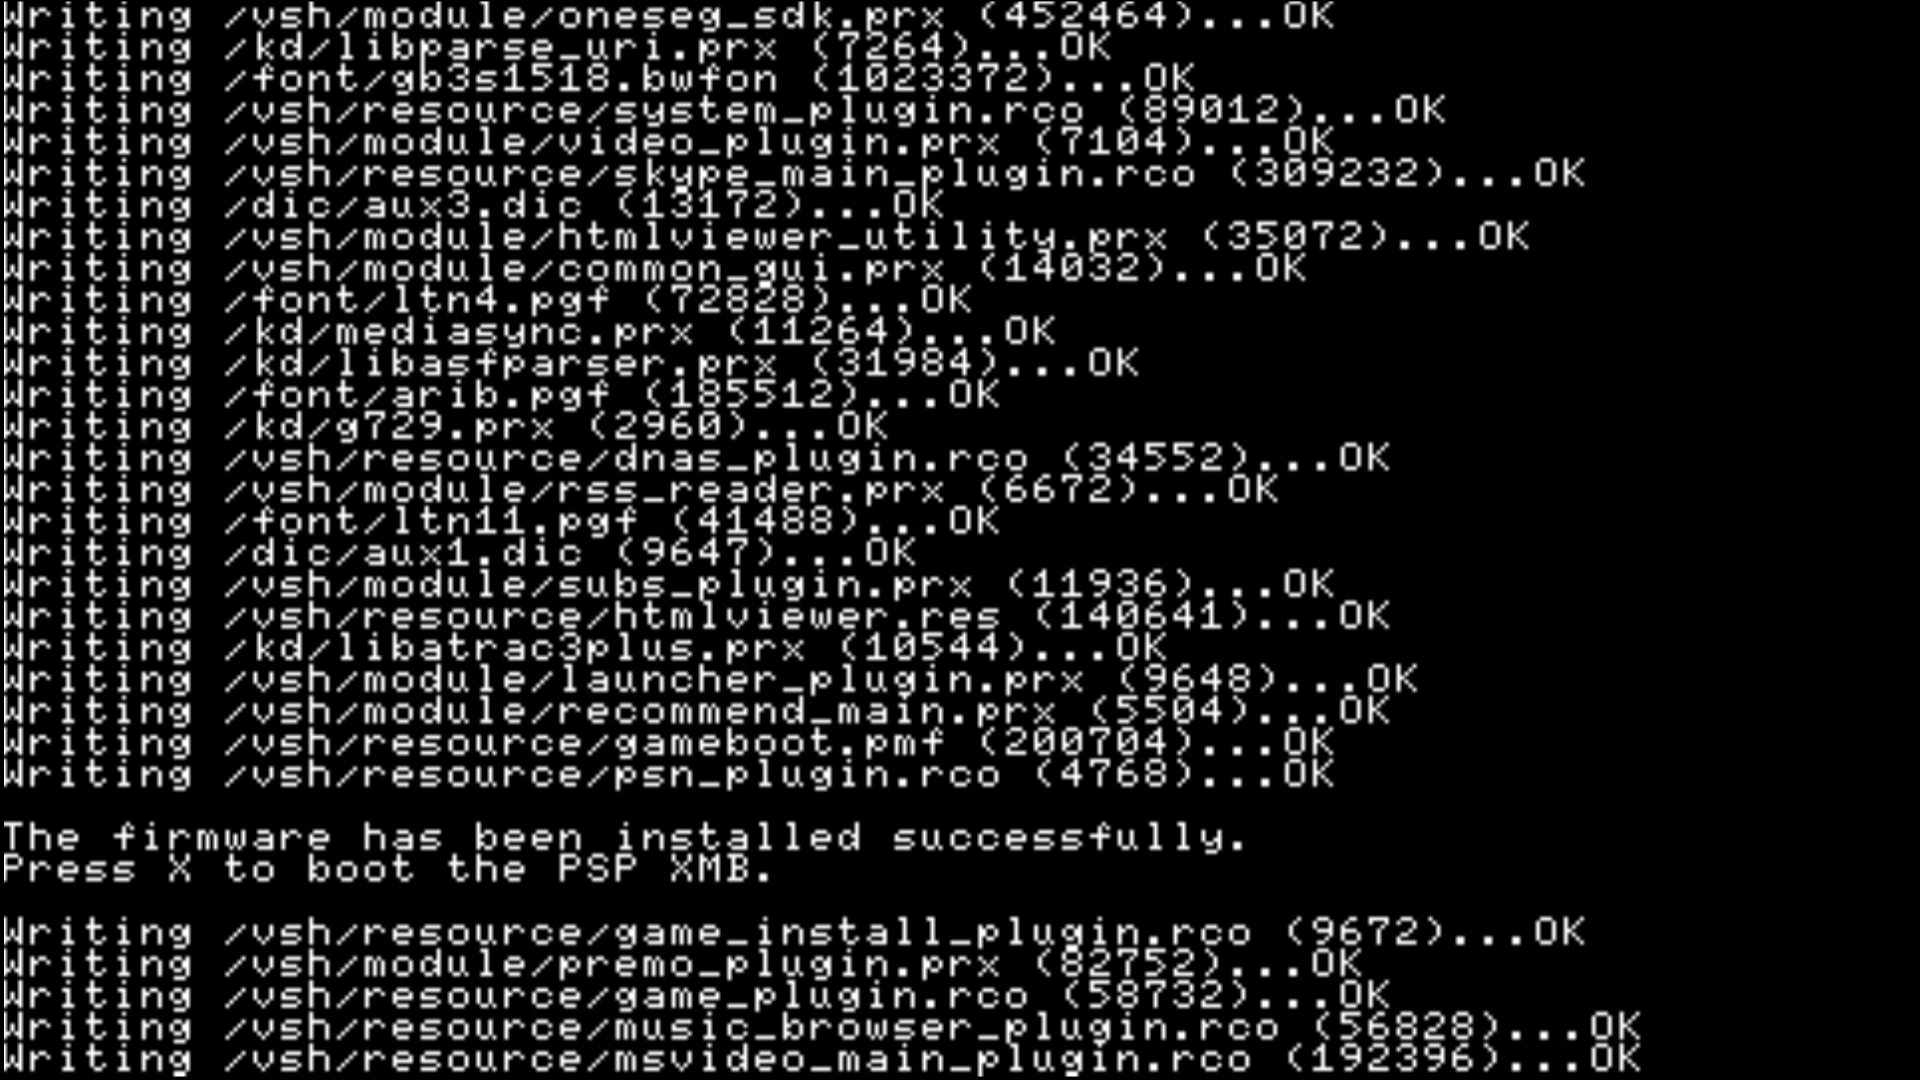 Writing /vsh/module/oneseg_sdk.prx (452464)...OK
Writing /kd/libparse_uri.prx (7264)...OK
Writing /font/gb3s1518.bwfon (1023372)...OK
Writing /vsh/resource/system_plugin.rco (89012)...OK
Writing /vsh/module/video_plugin.prx (7104)...OK
Writing /vsh/resource/skype_main_plugin.rco (309232)...OK
Writing /dic/aux3.dic (13172)...OK
Writing /vsh/module/htmlviewer_utility.prx (35072)...OK
Writing /vsh/module/common_gui.prx (14032)...OK
Writing /font/ltn4.pgf (72828)...OK
Writing /kd/mediasync.prx (11264)...OK
Writing /kd/libasfparser.prx (31984)...OK
Writing /font/arib.pgf (185512)...OK
Writing /kd/g729.prx (2960)...OK
Writing /vsh/resource/dnas_plugin.rco (34552)...OK
Writing /vsh/module/rss_reader.prx (6672)...OK
Writing /font/ltn11.pgf (41488)...OK
Writing /dic/aux1.dic (9647)...OK
Writing /vsh/module/subs_plugin.prx (11936)...OK
Writing /vsh/resource/htmlviewer.res (140641)...OK
Writing /kd/libatrac3plus.prx (10544)...OK
Writing /vsh/module/launcher_plugin.prx (9648)...OK
Writing /vsh/module/recommend_main.prx (5504)...OK
Writing /vsh/resource/gameboot.pmf (200704)...OK
Writing /vsh/resource/psn_plugin.rco (4768)...OK
The firmware has been installed successfully.
Press X to boot the PSP XMB.
Writing /vsh/resource/game_install_plugin.rco (9672)...OK
Writing /vsh/module/premo_plugin.prx (82752)...OK
Writing /vsh/resource/game_plugin.rco (58732)...OK
Writing /vsh/resource/music_browser_plugin.rco (56828)...OK
Writing /vsh/resource/msvideo_main_plugin.rco (192396)...OK